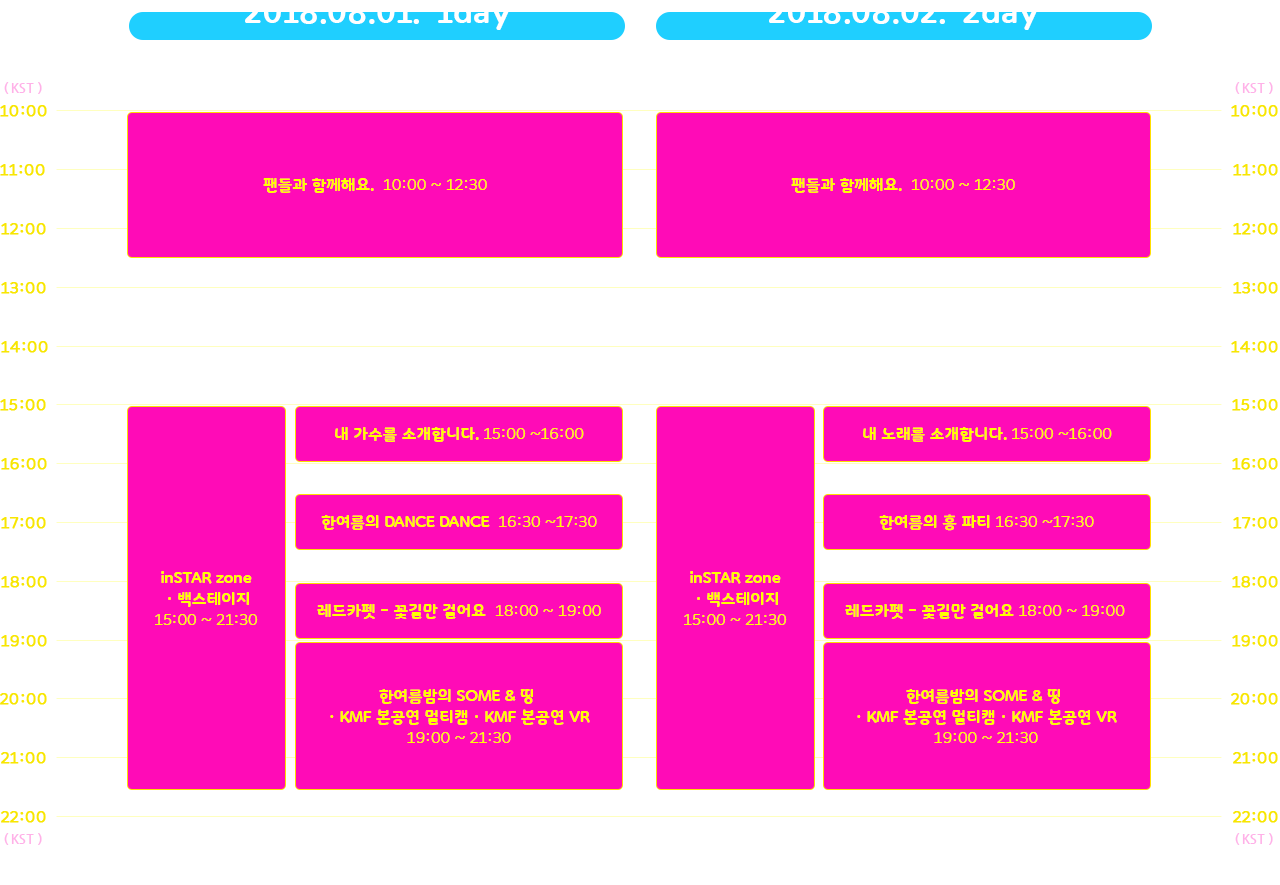 2018.08.01. 1day
2018.08.02. 2day
(KST)
(KST)
10:00
10:00
11:00
팬들과 함께해요. 10:00 ~ 12:30
팬들과 함께해요. 10:00 ~ 12:30
11:00
12:00
12:00
13:00
13:00
14:00
14:00
15:00
15:00
내 가수를 소개합니다. 15:00 ~16:00
내 노래를 소개합니다. 15:00 ~16:00
16:00
16:00
17:00
한여름의 DANCE DANCE 16:30 ~17:30
한여름의 흥 파티 16:30 ~17:30
17:00
18:00
18:00
inSTAR zone
· 백스테이지
15:00 ~ 21:30
레드카펫 - 꽃길만 걸어요 18:00 ~ 19:00
inSTAR zone
· 백스테이지
15:00 ~ 21:30
레드카펫 - 꽃길만 걸어요 18:00 ~ 19:00
19:00
19:00
20:00
20:00
한여름밤의 SOME & 띵
· KMF 본공연 멀티캠 · KMF 본공연 VR
19:00 ~ 21:30
한여름밤의 SOME & 띵
· KMF 본공연 멀티캠 · KMF 본공연 VR
19:00 ~ 21:30
21:00
21:00
22:00
22:00
(KST)
(KST)